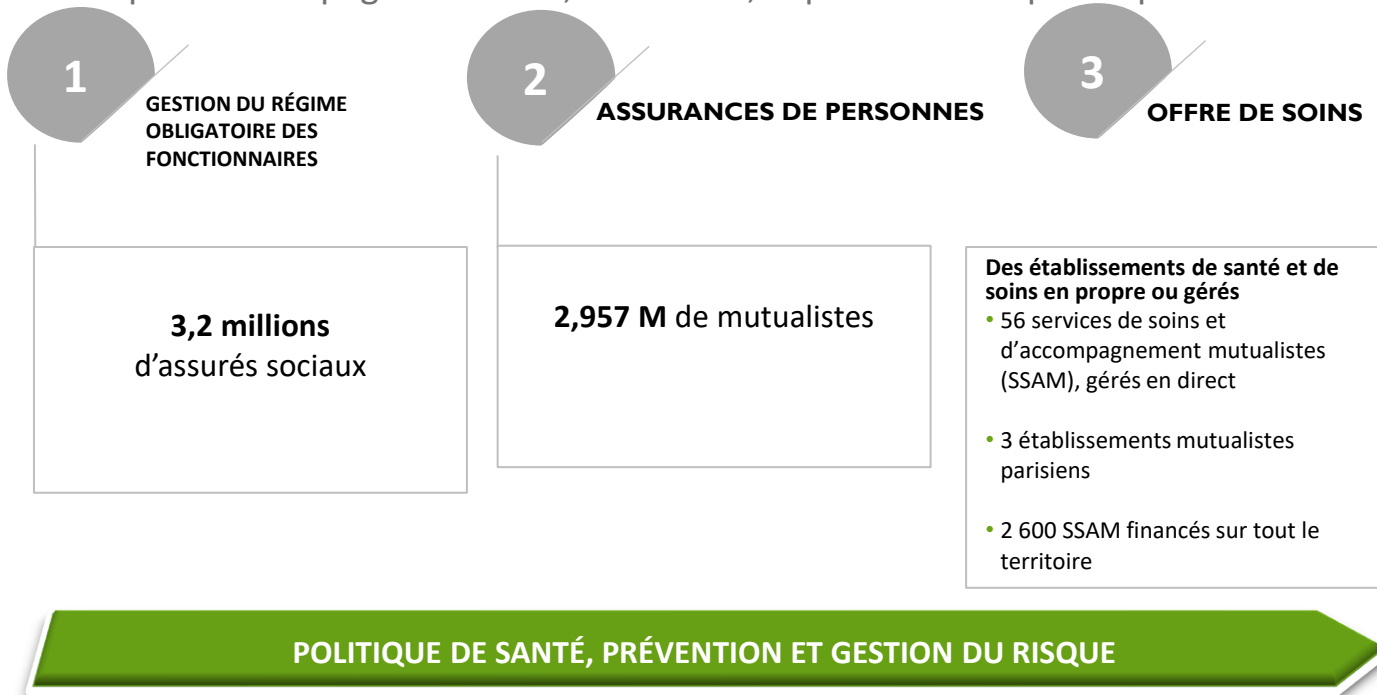 1
GESTION DU RÉGIME
OBLIGATOIRE DES
FONCTIONNAIRES
3,2 millions
d’assurés sociaux
2
ASSURANCES DE PERSONNES
2,957 M de mutualistes
3
OFFRE DE SOINS
Des établissements de santé et de
soins en propre ou gérés
• 56 services de soins et
d’accompagnement mutualistes
(SSAM), gérés en direct
• 3 établissements mutualistes
parisiens
• 2 600 SSAM financés sur tout le
territoire
POLITIQUE DE SANTÉ, PRÉVENTION ET GESTION DU RISQUE